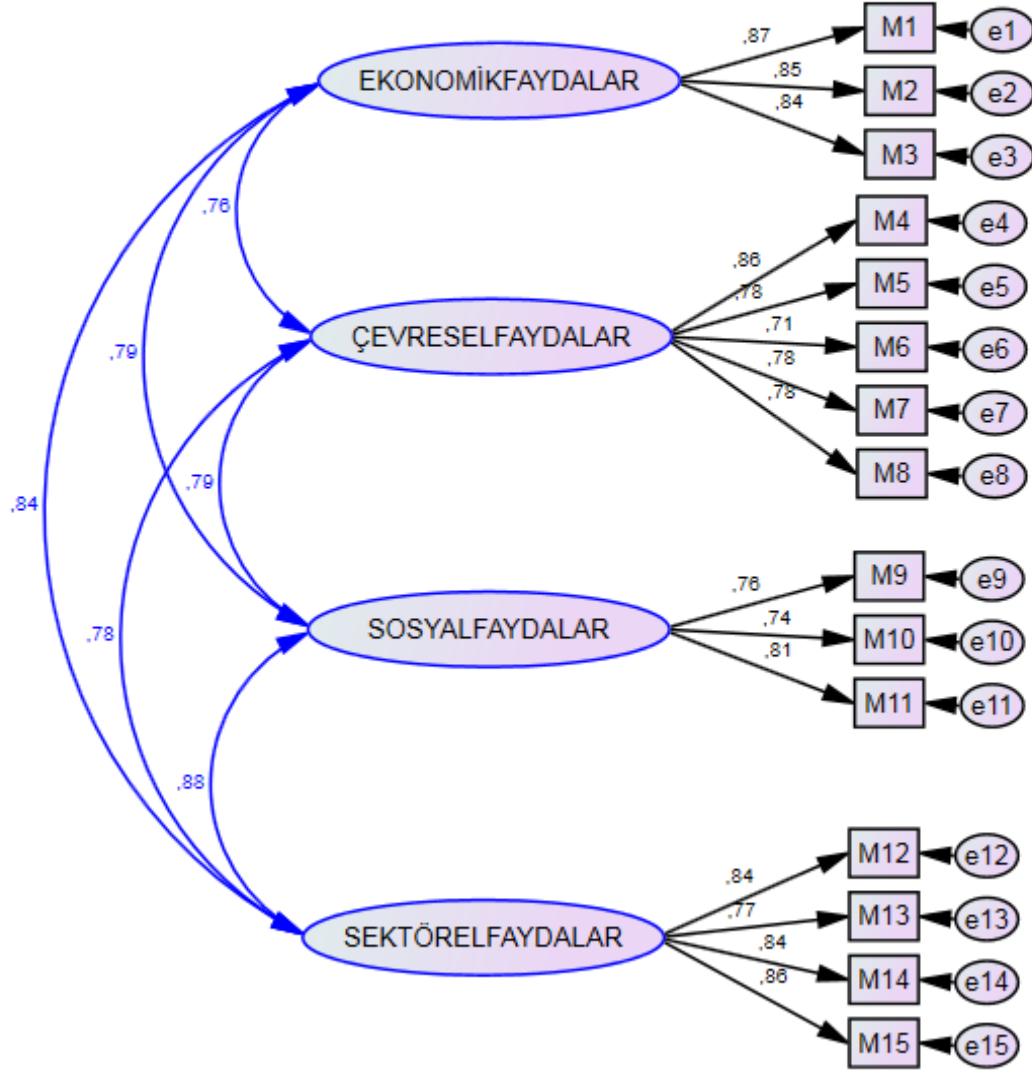 EKONOMİKFAYDALAR
,87
M1
e1
,85
M2
e2
,84
M3
e3
,76
ÇEVRESELFAYDALAR
,86
M4
e4
,78
M5
e5
,71
M6
e6
,78
M7
e7
,78
M8
e8
,79
,79
,84
,78
SOSYALFAYDALAR
,76
M9
e9
,74
M10
e10
,81
M11
e11
,88
SEKTÖRELFAYDALAR
,84
M12
e12
,77
M13
e13
,84
M14
e14
,86
M15
e15